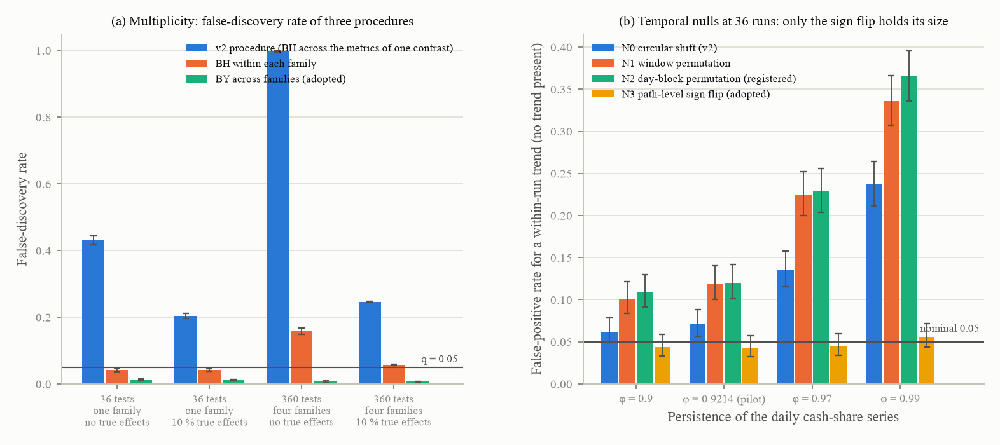 (a) Multiplicity: false-discovery rate of three procedures
v2 procedure (BH across the metrics of one contrast)
BH within each family
BY across families (adopted)
False-discovery rate
1.0
0.8
0.6
0.4
0.2
0.0
q = 0.05
36 tests
one family
no true effects
36 tests
one family
10 % true effects
360 tests
four families
no true effects
360 tests
four families
10 % true effects
(b) Temporal nulls at 36 runs: only the sign flip holds its size
N0 circular shift (v2)
N1 window permutation
N2 day-block permutation (registered)
N3 path-level sign flip (adopted)
False-positive rate for a within-run trend (no trend present)
0.40
0.35
0.30
0.25
0.20
0.15
0.10
0.05
0.00
nominal 0.05
φ = 0.9
φ = 0.9214 (pilot)
φ = 0.97
φ = 0.99
Persistence of the daily cash-share series